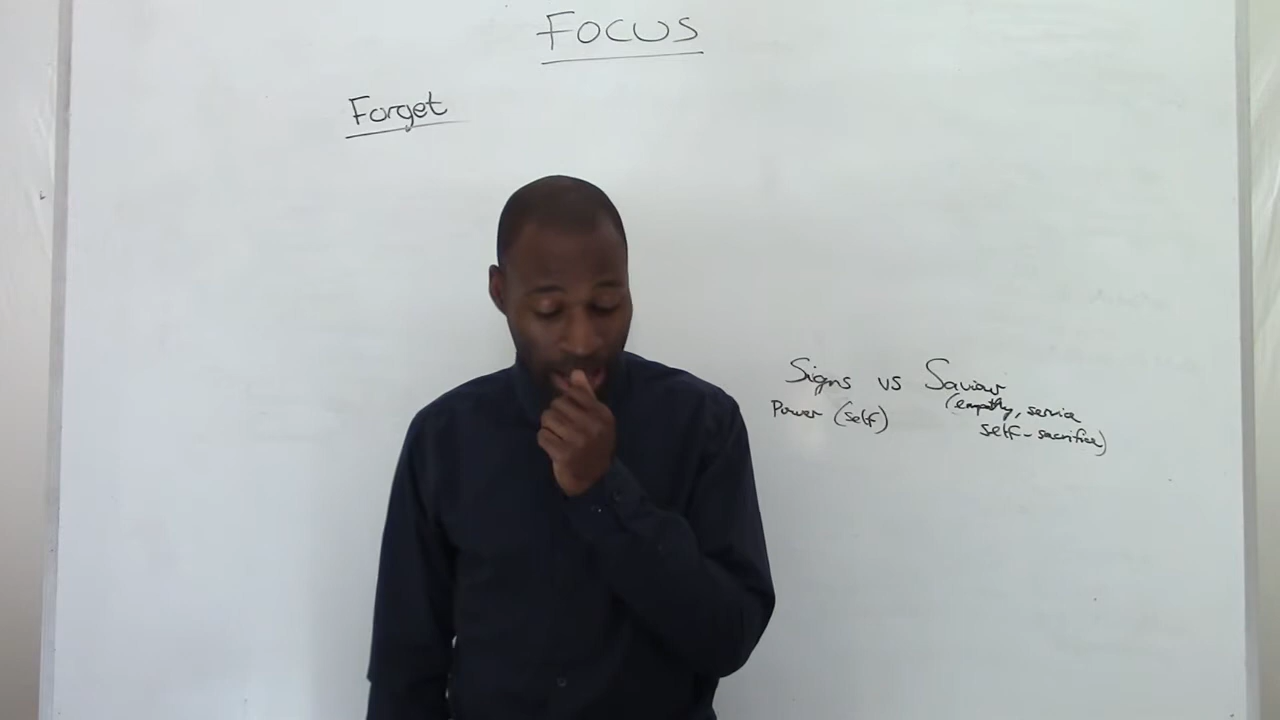 FOCUS
Forget
Signs vs Saviour
Power (self)
(empathy, service
self-sacrifice)